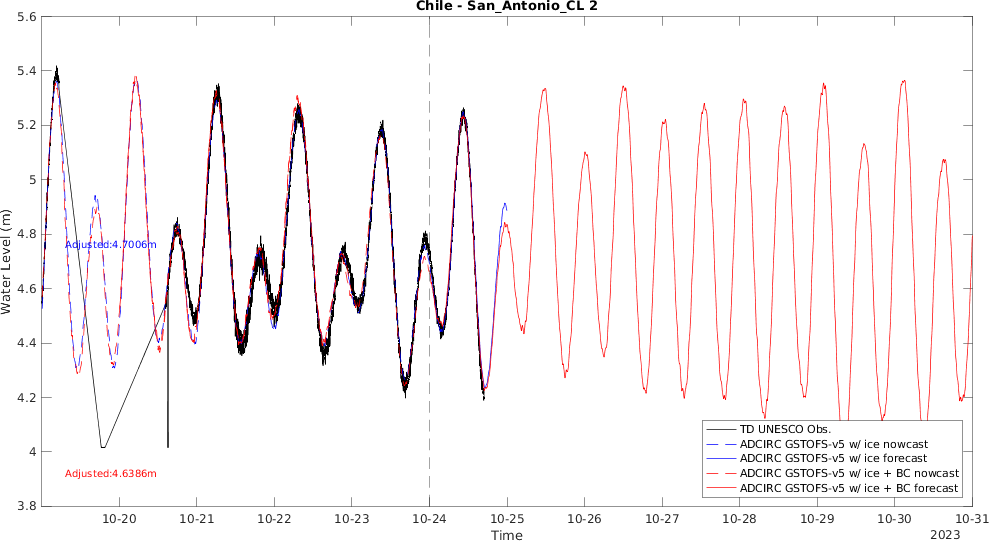 Chile - San_Antonio_CL 2
5.6
5.4
5.2
5
4.8
4.6
4.4
4.2
4
3.8
Water Level (m)
Adjusted:4.7006m
Adjusted:4.6386m
TD UNESCO Obs.
ADCIRC GSTOFS-v5 w/ ice nowcast
ADCIRC GSTOFS-v5 w/ ice forecast
ADCIRC GSTOFS-v5 w/ ice + BC nowcast
ADCIRC GSTOFS-v5 w/ ice + BC forecast
10-20 10-21 10-22 10-23 10-24 10-25 10-26 10-27 10-28 10-29 10-30 10-31
Time
2023